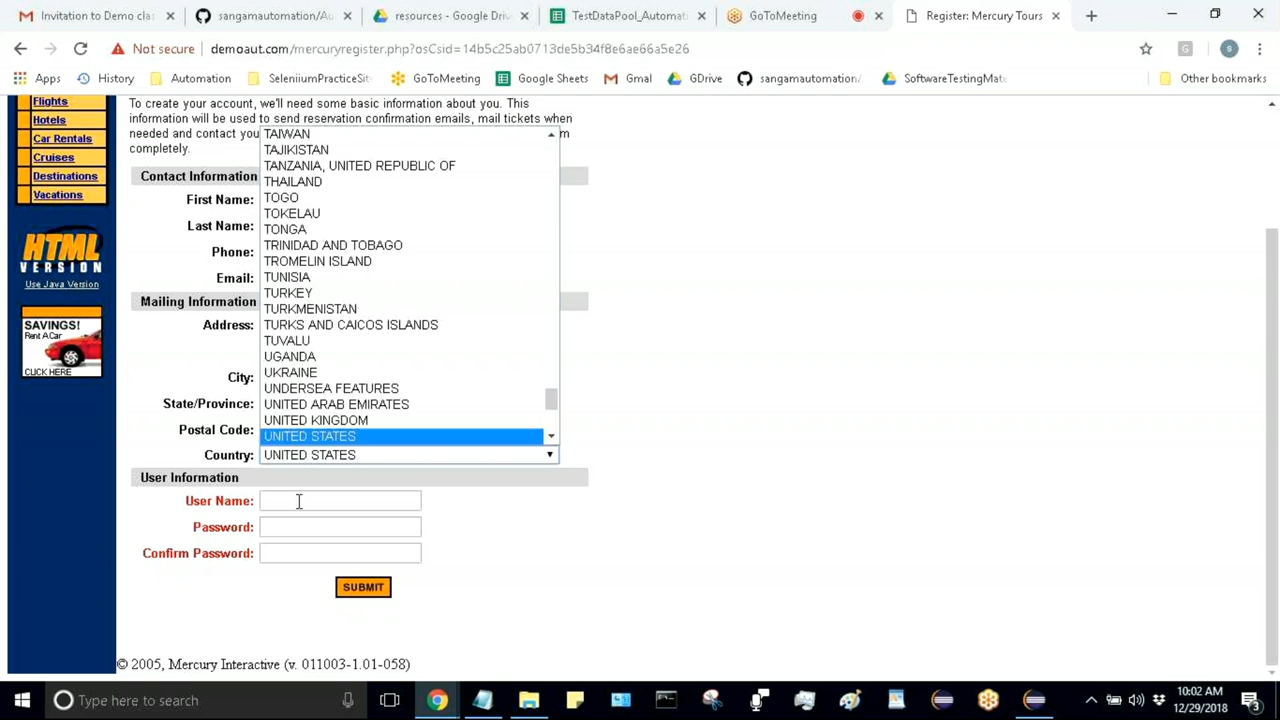 Invitation to Demo clas
sangamautomation/Au
resources - Google Driv
TestDataPool_Automat
GoToMeeting
Register: Mercury Tours
Not secure
demoaut.com/mercuryregister.php?osCsid=14b5c25ab0713de5b34f8e6ae66a5e26
G
s
Apps
History
Automation
SeleniumPracticeSit
GoToMeeting
Google Sheets
Gmal
GDrive
sangamautomation/
SoftwareTestingMate
Other bookmarks
Flights
Hotels
Car Rentals
Cruises
Destinations
Vacations
HTML
VERSION
Use Java Version
SAVINGS!
Rent A Car
CLICK HERE
To create your account, we'll need some basic information about you. This
information will be used to send reservation confirmation emails, mail tickets when
needed and contact you
m
completely.
Contact Information
First Name:
Last Name:
Phone:
Email:
Mailing Information
Address:
City:
State/Province:
Postal Code:
Country:
TAIWAN
TAJIKISTAN
TANZANIA, UNITED REPUBLIC OF
THAILAND
TOGO
TOKELAU
TONGA
TRINIDAD AND TOBAGO
TROMELIN ISLAND
TUNISIA
TURKEY
TURKMENISTAN
TURKS AND CAICOS ISLANDS
TUVALU
UGANDA
UKRAINE
UNDERSEA FEATURES
UNITED ARAB EMIRATES
UNITED KINGDOM
UNITED STATES
UNITED STATES
User Information
User Name:
Password:
Confirm Password:
SUBMIT
© 2005, Mercury Interactive (v. 011003-1.01-058)
Type here to search
10:02 AM
12/29/2018
3